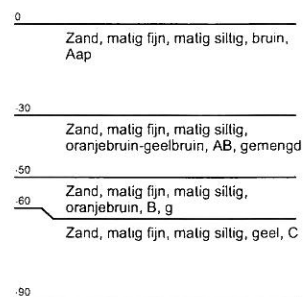 0
Zand, matig fijn, matig siltig, bruin,
Aap
-30
Zand, matig fijn, matig siltig,
oranjebruin-geelbruin, AB, gemengd
-50
Zand, matig fijn, matig siltig,
-60
oranjebruin, B, g
Zand, matig fijn, matig siltig, geel, C
-90